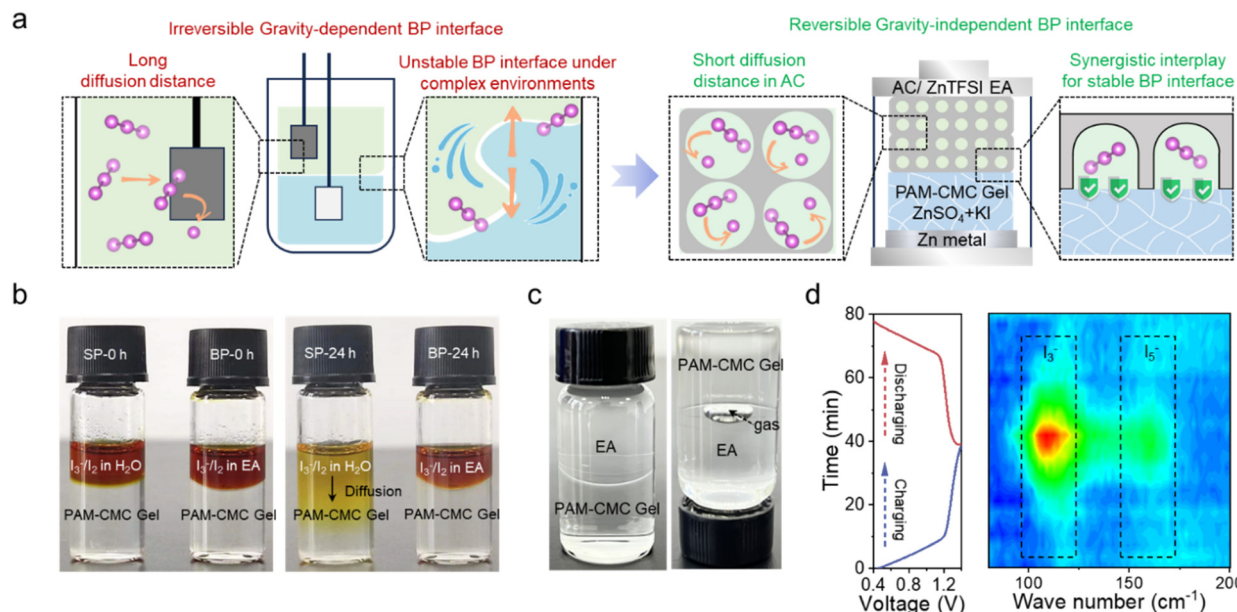 a
Irreversible Gravity-dependent BP interface
Reversible Gravity-independent BP interface
Long
diffusion distance
Unstable BP interface under
complex environments
Short diffusion
distance in AC
AC/ ZnTFSI EA
PAM-CMC Gel
ZnSO₄+KI
Zn metal
Synergistic interplay
for stable BP interface
b
SP-0 h
BP-0 h
SP-24 h
BP-24 h
I₃⁻/I₂ in H₂O
I₃⁻/I₂ in EA
I₃⁻/I₂ in H₂O
I₃⁻/I₂ in EA
Diffusion
PAM-CMC Gel
PAM-CMC Gel
PAM-CMC Gel
PAM-CMC Gel
c
EA
PAM-CMC Gel
PAM-CMC Gel
gas
EA
d
Time (min)
80
60
40
20
0
Discharging
Charging
0.4 0.8 1.2
Voltage (V)
I₃⁻
I₅⁻
100 150 200
Wave number (cm⁻¹)